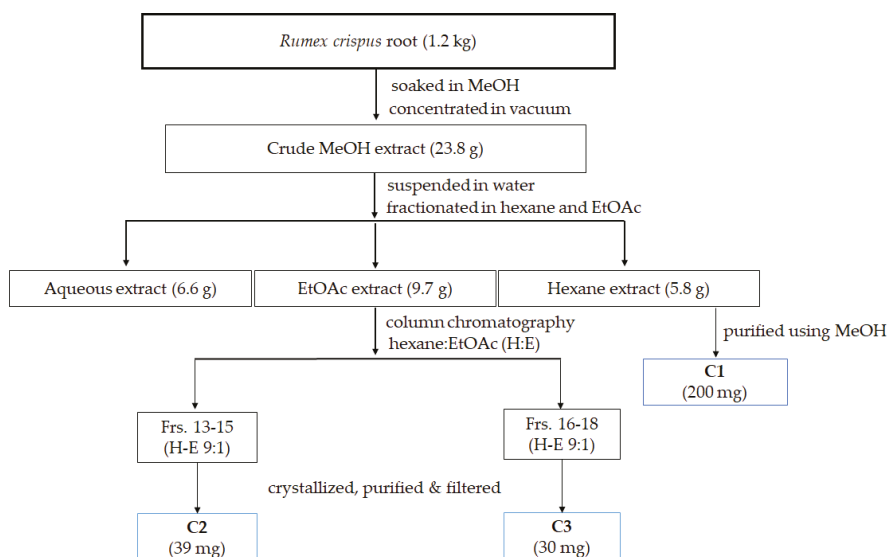 Rumex crispus root (1.2 kg)
soaked in MeOH
concentrated in vacuum
Crude MeOH extract (23.8 g)
suspended in water
fractionated in hexane and EtOAc
Aqueous extract (6.6 g)
EtOAc extract (9.7 g)
Hexane extract (5.8 g)
column chromatography
hexane:EtOAc (H:E)
purified using MeOH
C1
(200 mg)
Frs. 13-15
(H-E 9:1)
Frs. 16-18
(H-E 9:1)
crystallized, purified & filtered
C2
(39 mg)
C3
(30 mg)